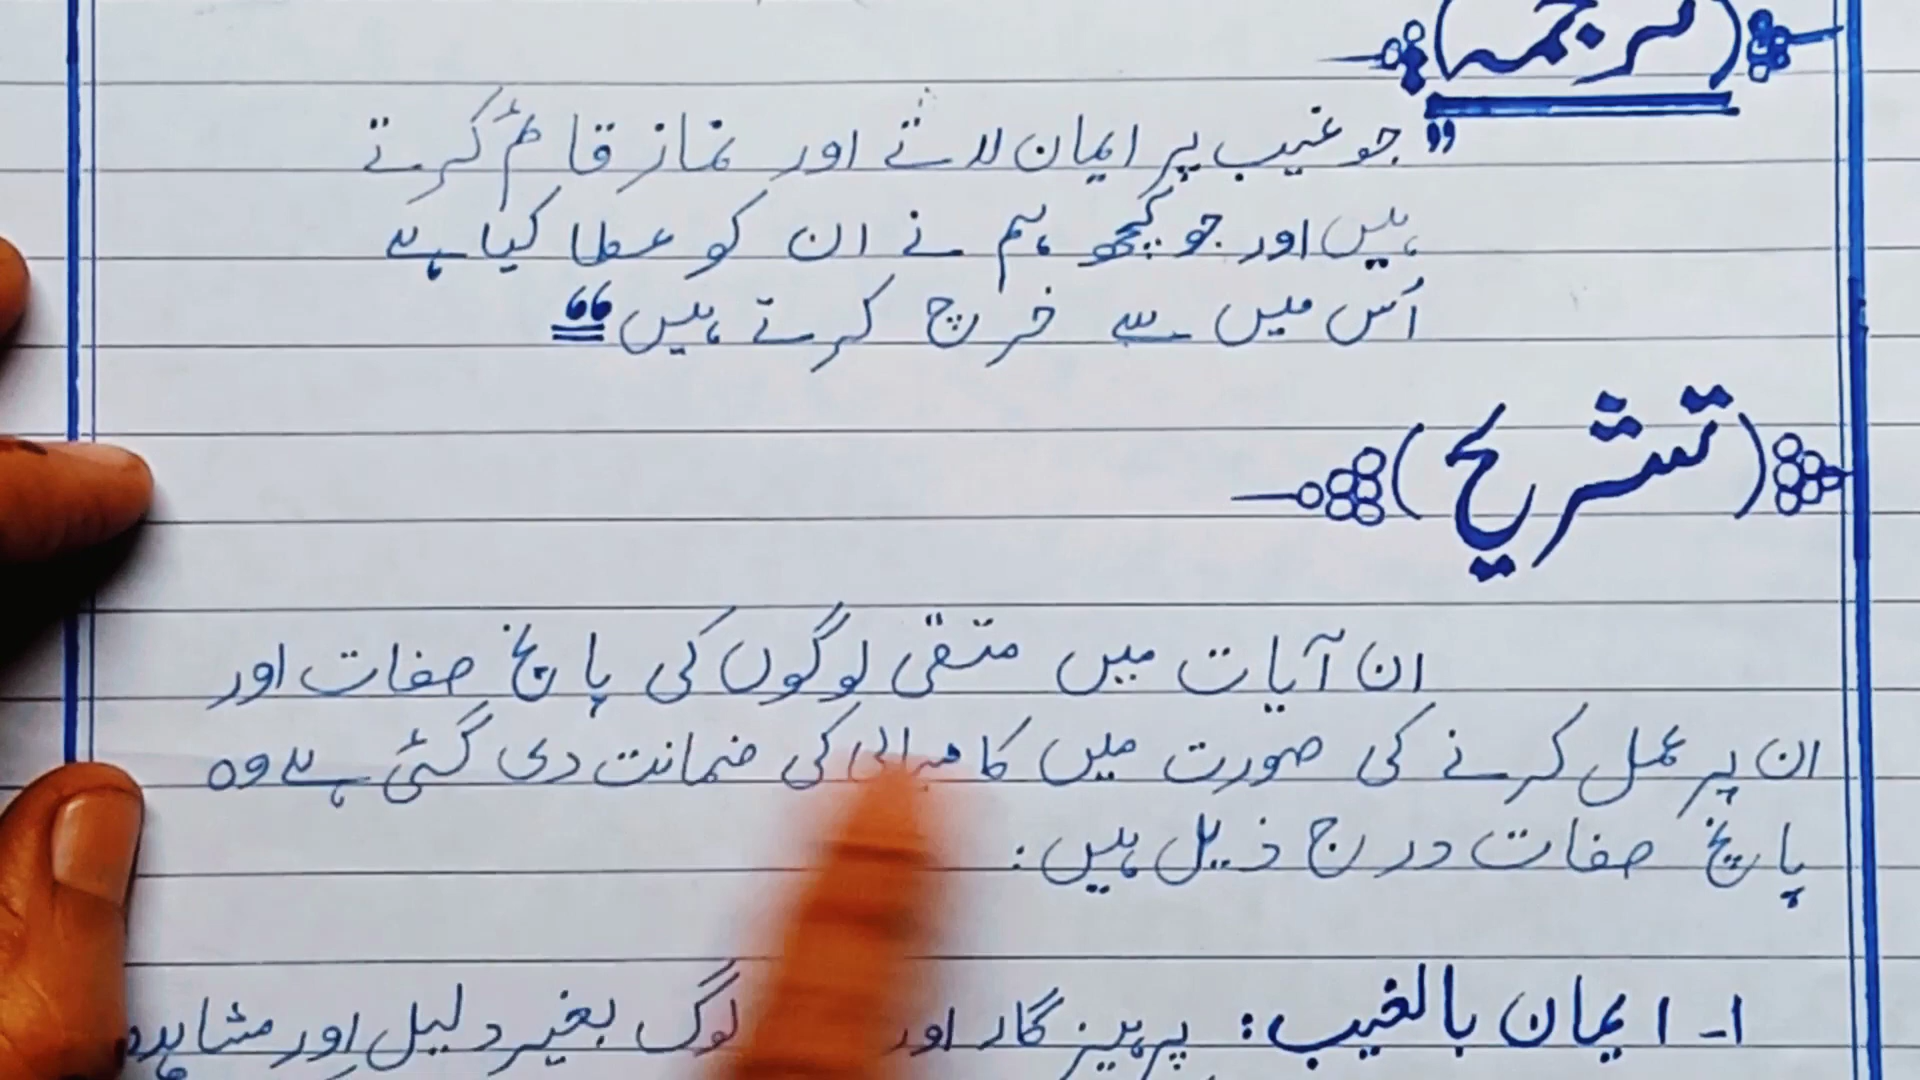 (ترجمہ)
"جو غیب پر ایمان لاتے اور نماز قائم کرتے
ہیں اور جو کچھ ہم نے ان کو عطا کیا ہے
اُس میں سے خرچ کرتے ہیں"
(تشریح)
ان آیات میں متقی لوگوں کی پانچ صفات اور
ان پر عمل کرنے کی صورت میں کی ضمانت دی گئی ہے وہ
پانچ صفات درج ذیل ہیں:
۱- ایمان بالغیب: پرہیز گار اور لوگ بغیر دلیل اور مشاہدہ